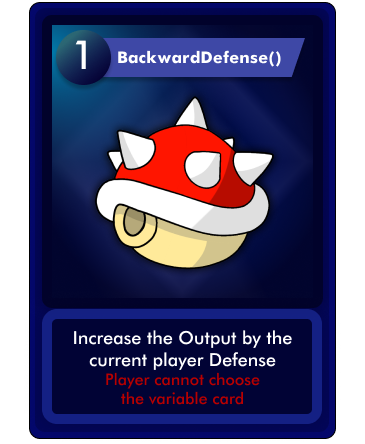 1
BackwardDefense()
Increase the Output by the
current player Defense
Player cannot choose
the variable card